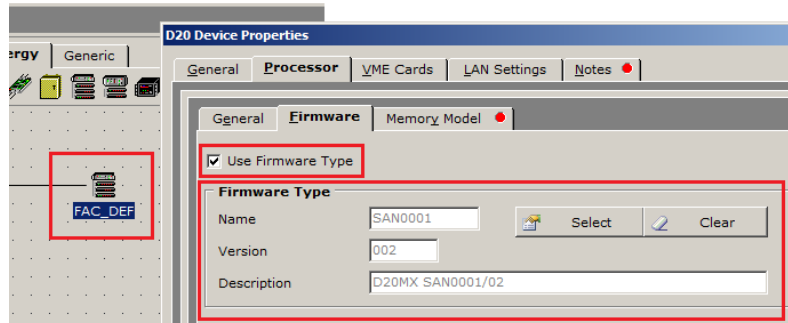 D20 Device Properties
Generic
General Processor VME Cards LAN Settings Notes
General Firmware Memory Model
Use Firmware Type
Firmware Type
FAC_DEF
Name SAN0001 Select Clear
Version 002
Description D20MX SAN0001/02